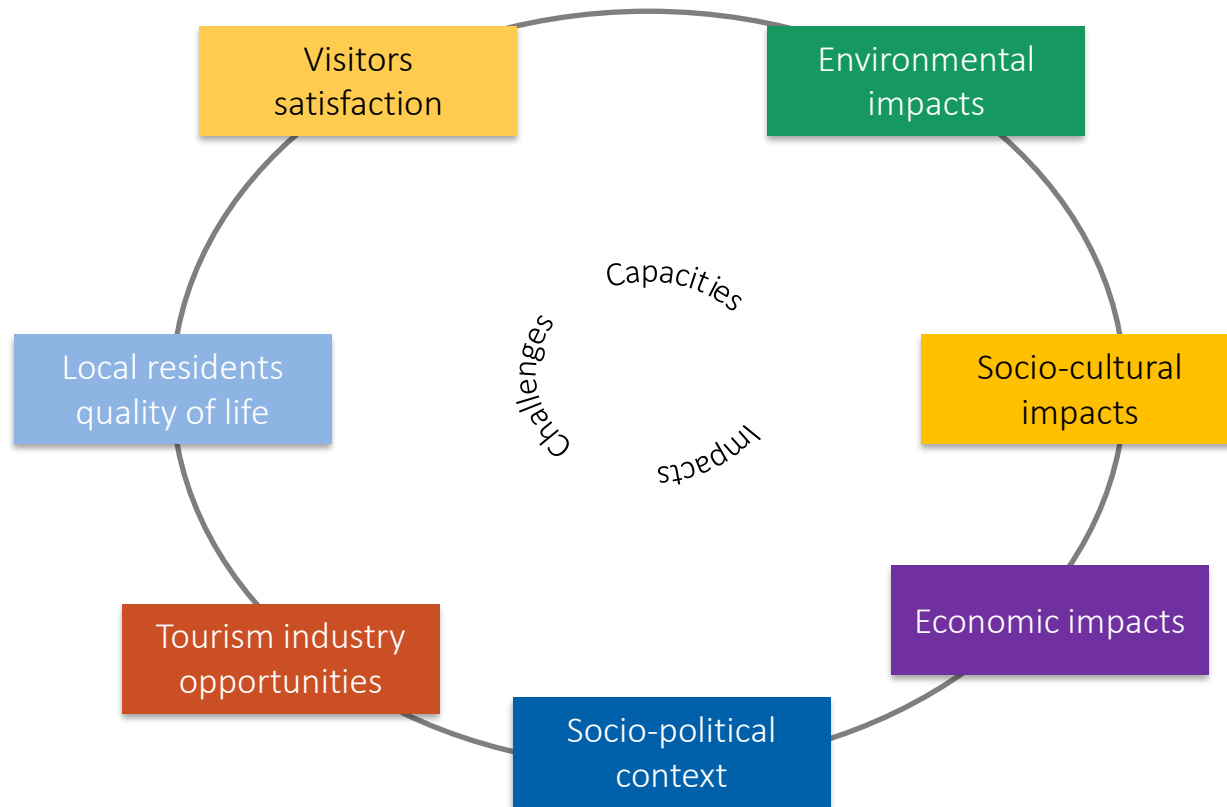 Visitors
satisfaction
Environmental
impacts
Capacities
Challenges
Local residents
quality of life
Socio-cultural
impacts
Impacts
Economic impacts
Tourism industry
opportunities
Socio-political
context